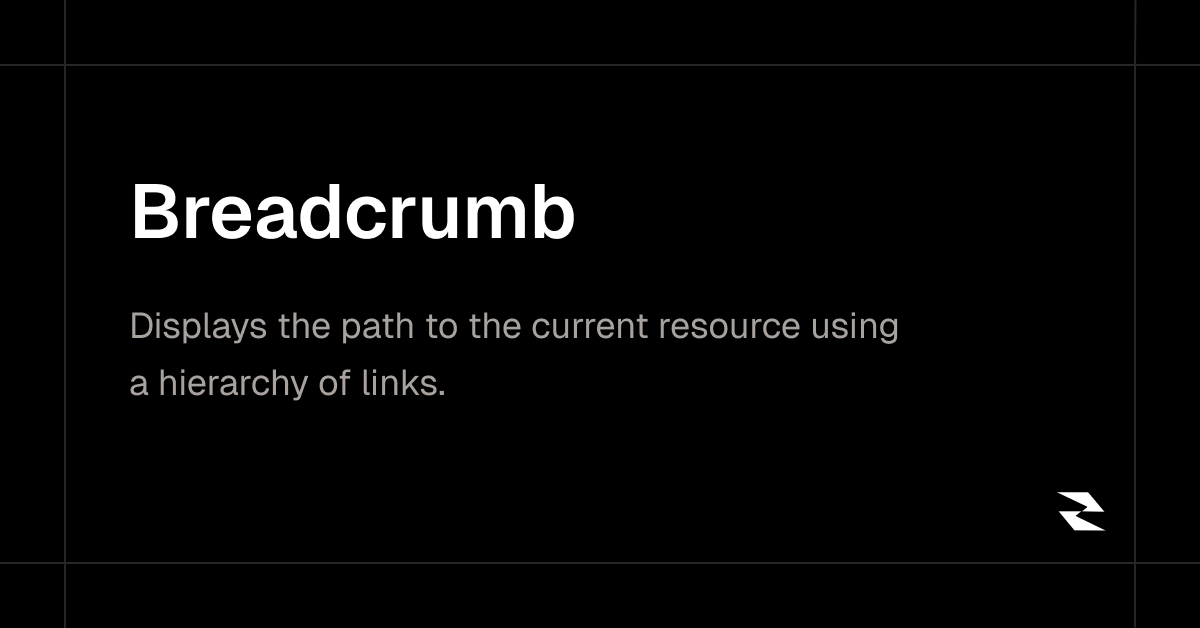 Breadcrumb
Displays the path to the current resource using
a hierarchy of links.